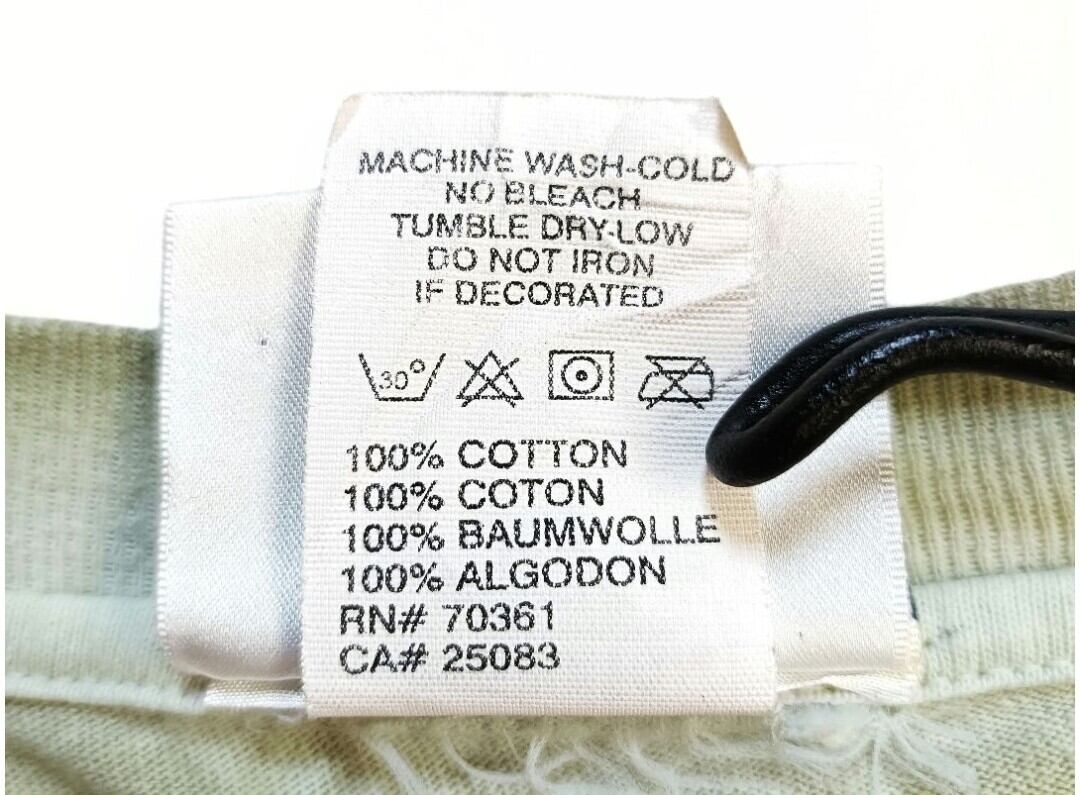 MACHINE WASH-COLD
NO BLEACH
TUMBLE DRY-LOW
DO NOT IRON
IF DECORATED
30°
100% COTTON
100% COTON
100% BAUMWOLLE
100% ALGODON
RN# 70361
CA# 25083